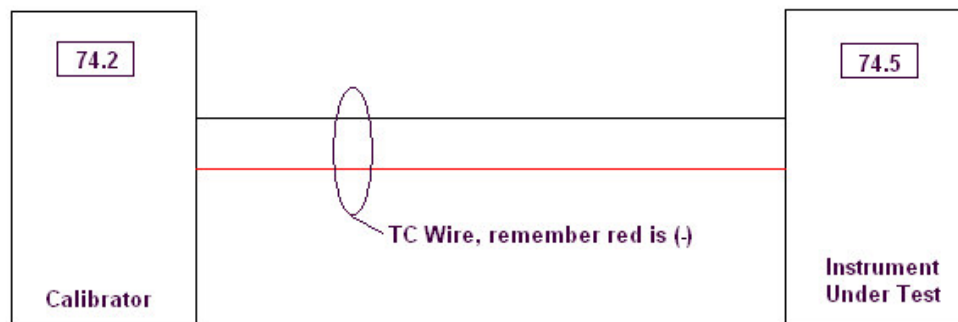 74.2
74.5
TC Wire, remember red is (-)
Calibrator
Instrument
Under Test